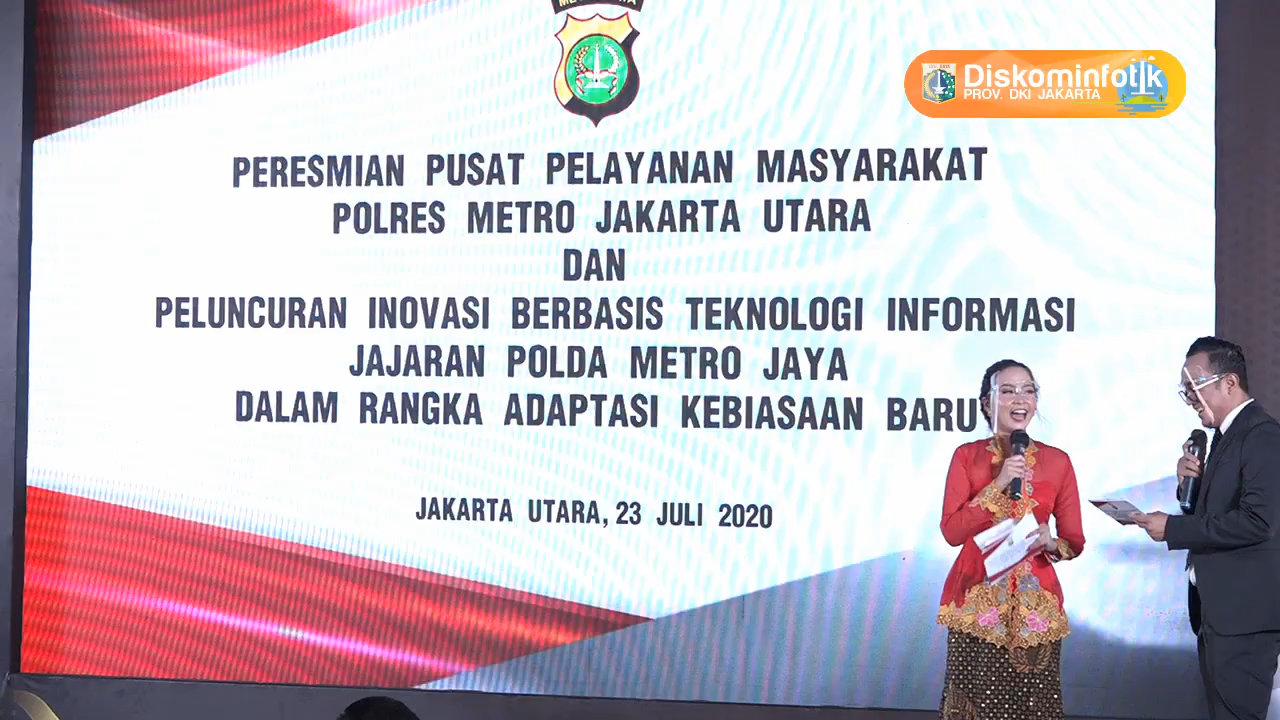 Diskominfotik
PROV. DKI JAKARTA
PERESMIAN PUSAT PELAYANAN MASYARAKAT
POLRES METRO JAKARTA UTARA
DAN
PELUNCURAN INOVASI BERBASIS TEKNOLOGI INFORMASI
JAJARAN POLDA METRO JAYA
DALAM RANGKA ADAPTASI KEBIASAAN BARU
JAKARTA UTARA, 23 JULI 2020